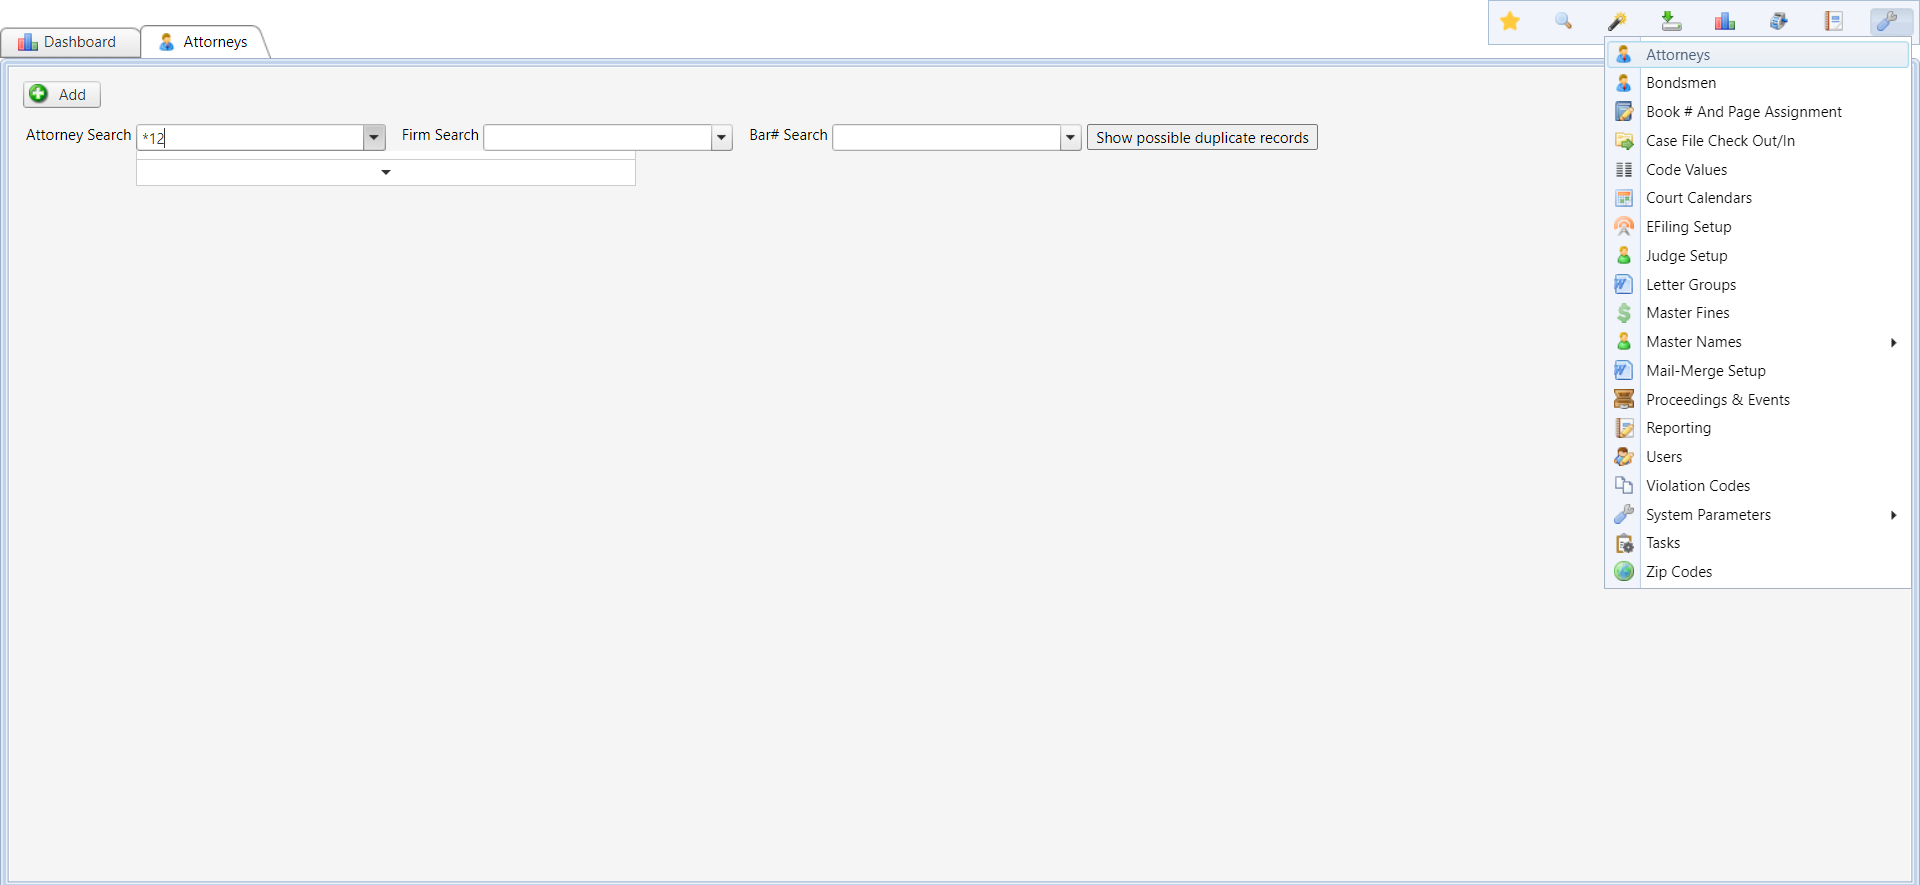 Dashboard
Attorneys
Add
Attorney Search *12 Firm Search Bar# Search Show possible duplicate records
Attorneys
Bondsmen
Book # And Page Assignment
Case File Check Out/In
Code Values
Court Calendars
EFiling Setup
Judge Setup
Letter Groups
Master Fines
Master Names
Mail-Merge Setup
Proceedings & Events
Reporting
Users
Violation Codes
System Parameters
Tasks
Zip Codes